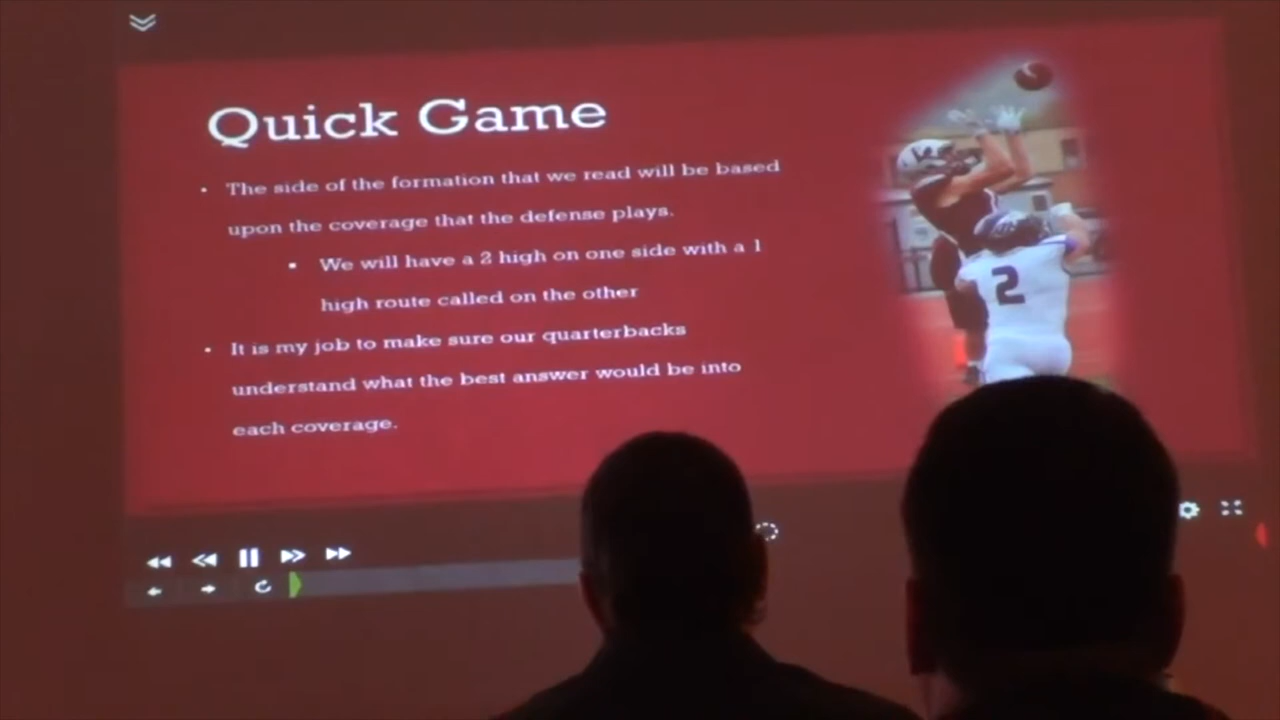 Quick Game
• The side of the formation that we read will be based
upon the coverage that the defense plays.
▪ We will have a 2 high on one side with a 1
high route called on the other
• It is my job to make sure our quarterbacks
understand what the best answer would be into
each coverage.
2